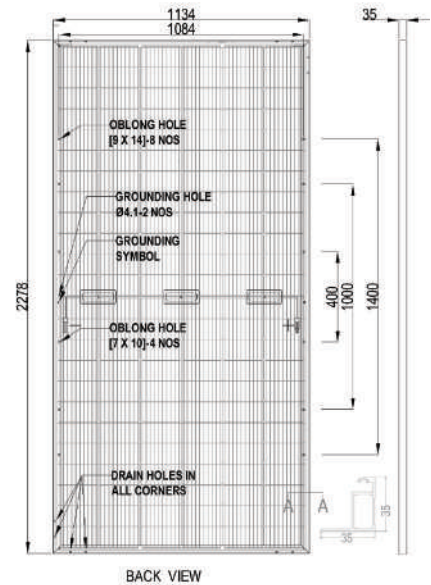 1134
1084
35
OBLONG HOLE
[9 X 14]-8 NOS
GROUNDING HOLE
Ø4.1-2 NOS
GROUNDING
SYMBOL
2278
400
1000
1400
OBLONG HOLE
[7 X 10]-4 NOS
DRAIN HOLES IN
ALL CORNERS
A A
35
35
BACK VIEW